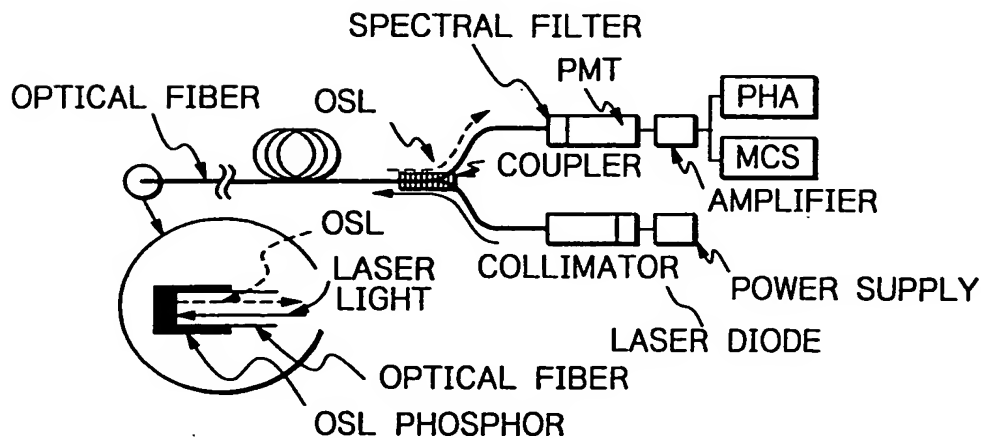 SPECTRAL FILTER
PMT
OPTICAL FIBER
OSL
PHA
MCS
COUPLER
AMPLIFIER
OSL
COLLIMATOR
LASER
LIGHT
POWER SUPPLY
LASER DIODE
OPTICAL FIBER
OSL PHOSPHOR